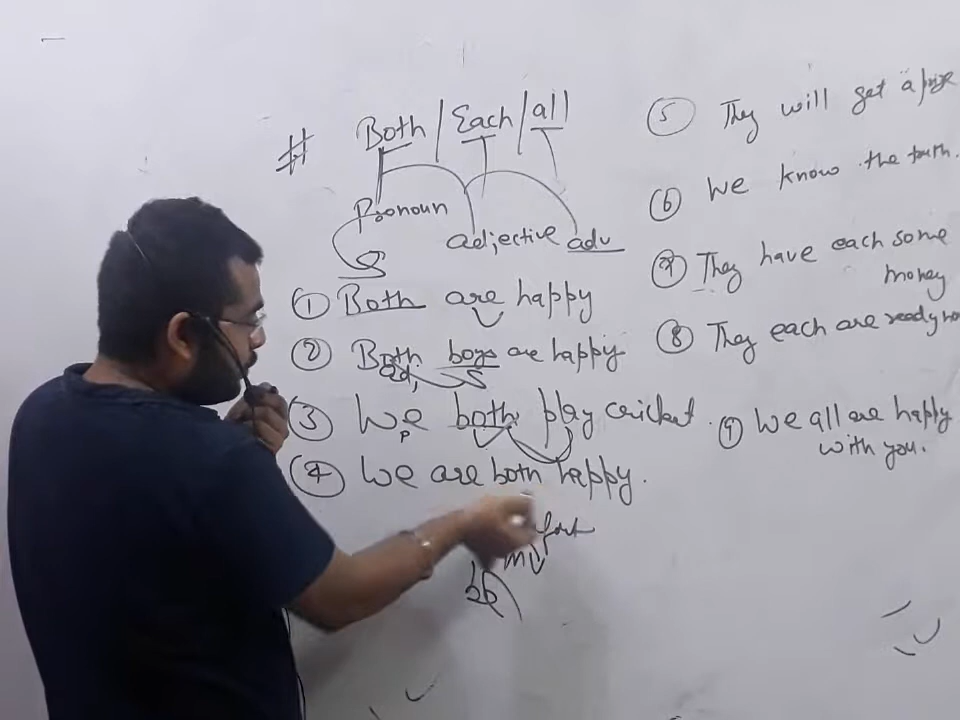 # Both / Each / all
Pronoun
adjective adv
S
① Both are happy
② Both boys are happy
adj S
③ We both play cricket.
P
④ We are both happy.
mv
⑤ They will get a prize
⑥ We know the truth.
⑦ They have each some
money
⑧ They each are ready
⑨ We all are happy
with you.